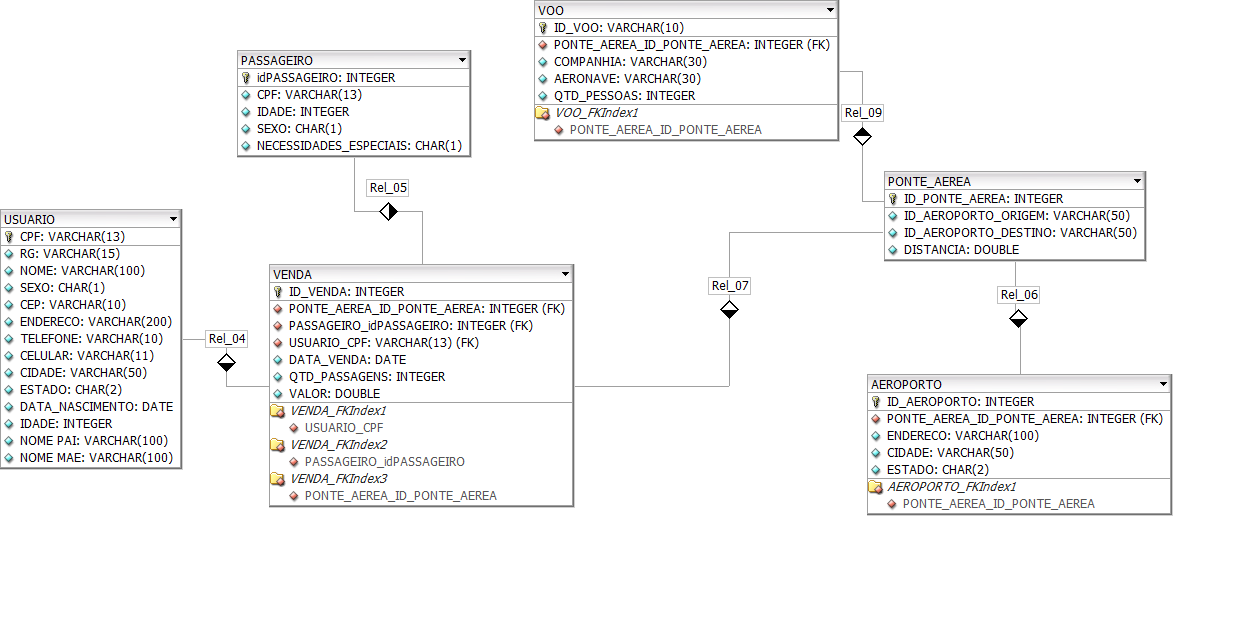 VOO
ID_VOO: VARCHAR(10)
PONTE_AEREA_ID_PONTE_AEREA: INTEGER (FK)
COMPANHIA: VARCHAR(30)
AERONAVE: VARCHAR(30)
QTD_PESSOAS: INTEGER
VOO_FKIndex1
PONTE_AEREA_ID_PONTE_AEREA
PASSAGEIRO
idPASSAGEIRO: INTEGER
CPF: VARCHAR(13)
IDADE: INTEGER
SEXO: CHAR(1)
NECESSIDADES_ESPECIAIS: CHAR(1)
Rel_09
Rel_05
PONTE_AEREA
ID_PONTE_AEREA: INTEGER
ID_AEROPORTO_ORIGEM: VARCHAR(50)
ID_AEROPORTO_DESTINO: VARCHAR(50)
DISTANCIA: DOUBLE
USUARIO
CPF: VARCHAR(13)
RG: VARCHAR(15)
NOME: VARCHAR(100)
SEXO: CHAR(1)
CEP: VARCHAR(10)
ENDERECO: VARCHAR(200)
TELEFONE: VARCHAR(10)
CELULAR: VARCHAR(11)
CIDADE: VARCHAR(50)
ESTADO: CHAR(2)
DATA_NASCIMENTO: DATE
IDADE: INTEGER
NOME PAI: VARCHAR(100)
NOME MAE: VARCHAR(100)
Rel_04
VENDA
ID_VENDA: INTEGER
PONTE_AEREA_ID_PONTE_AEREA: INTEGER (FK)
PASSAGEIRO_idPASSAGEIRO: INTEGER (FK)
USUARIO_CPF: VARCHAR(13) (FK)
DATA_VENDA: DATE
QTD_PASSAGENS: INTEGER
VALOR: DOUBLE
VENDA_FKIndex1
USUARIO_CPF
VENDA_FKIndex2
PASSAGEIRO_idPASSAGEIRO
VENDA_FKIndex3
PONTE_AEREA_ID_PONTE_AEREA
Rel_07
Rel_06
AEROPORTO
ID_AEROPORTO: INTEGER
PONTE_AEREA_ID_PONTE_AEREA: INTEGER (FK)
ENDERECO: VARCHAR(100)
CIDADE: VARCHAR(50)
ESTADO: CHAR(2)
AEROPORTO_FKIndex1
PONTE_AEREA_ID_PONTE_AEREA